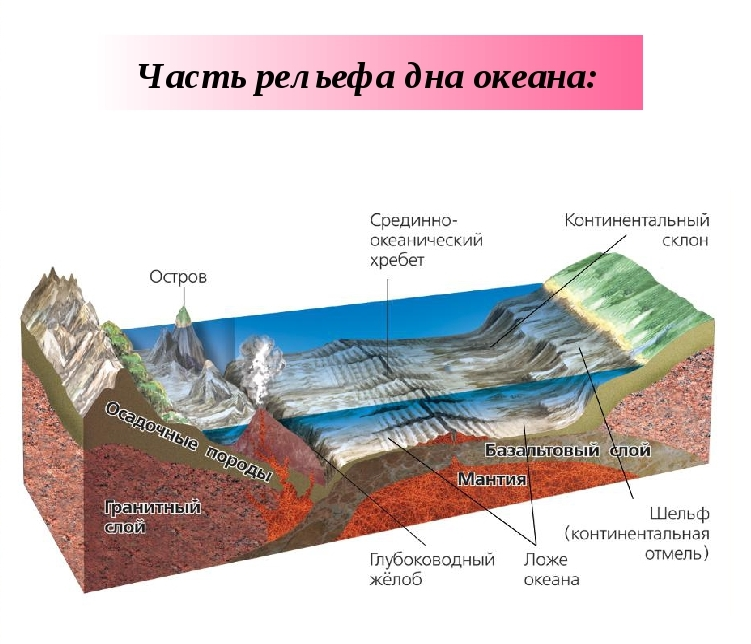 Часть рельефа дна океана:
Срединно-
океанический
хребет
Континентальный
склон
Остров
Осадочные породы
Гранитный
слой
Базальтовый слой
Мантия
Шельф
(континентальная
отмель)
Глубоководный
жёлоб
Ложе
океана